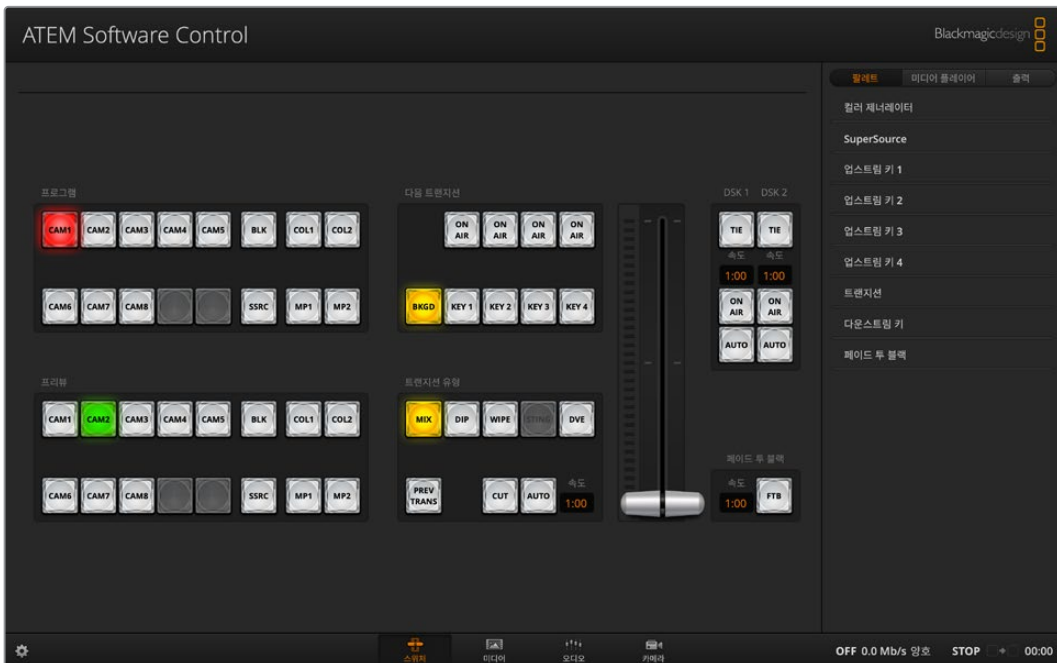 ATEM Software Control
Blackmagicdesign
팔레트 미디어 플레이어 출력
컬러 제너레이터
SuperSource
업스트림 키 1
업스트림 키 2
업스트림 키 3
업스트림 키 4
트랜지션
다운스트림 키
페이드 투 블랙
프로그램
CAM1 CAM2 CAM3 CAM4 CAM5 BLK COL1 COL2
CAM6 CAM7 CAM8 SSRC MP1 MP2
다음 트랜지션
ON AIR ON AIR ON AIR ON AIR
BKGD KEY 1 KEY 2 KEY 3 KEY 4
DSK 1 DSK 2
TIE TIE
속도 속도
1:00 1:00
ON AIR ON AIR
AUTO AUTO
프리뷰
CAM1 CAM2 CAM3 CAM4 CAM5 BLK COL1 COL2
CAM6 CAM7 CAM8 SSRC MP1 MP2
트랜지션 유형
MIX DIP WIPE STING DVE
PREV TRANS CUT AUTO 속도 1:00
페이드 투 블랙
속도
1:00 FTB
스위처 미디어 오디오 카메라
OFF 0.0 Mb/s 양호 STOP 00:00